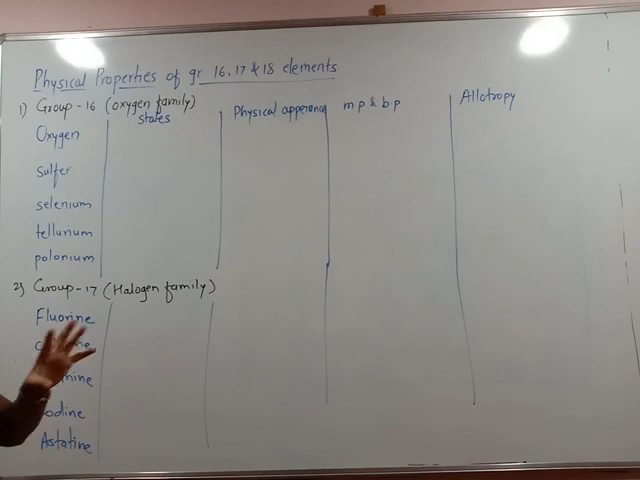 Physical Properties of gr 16, 17 & 18 elements
1) Group-16 (oxygen family)
states Physical apperance m p & b.p Allotropy
Oxygen
sulfer
selenium
tellurium
polonium
2) Group-17 (Halogen family)
Fluorine
Astatine